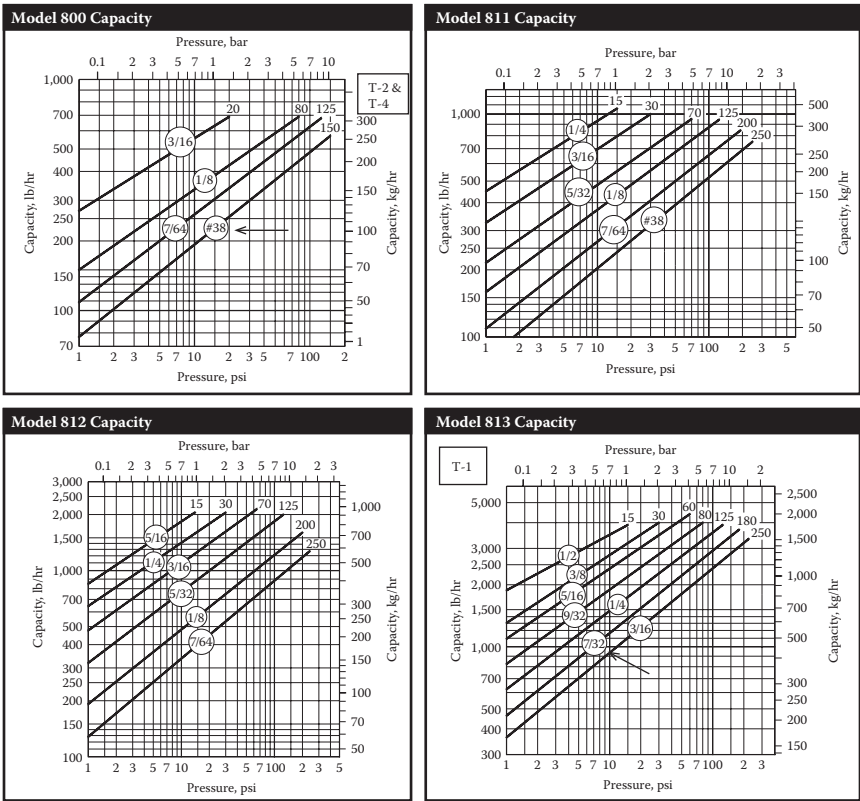 Model 800 Capacity
Pressure, bar
0.1 2 3 5 7 1 2 3 5 7 10
T-2 &
T-4
1,000
700
500
400
300
250
200
150
100
70
Capacity, lb/hr
20 80 125
150
3/16
1/8
7/64 #38
300
250
200
150
100
70
50
1
Capacity, kg/hr
1 2 3 5 7 10 2 3 5 100 2
Pressure, psi
Model 811 Capacity
Pressure, bar
0.1 2 3 5 7 1 2 3 5 7 10 2 3
1,000
700
500
400
300
250
200
150
100
Capacity, lb/hr
15 30 70 125
200
250
1/4
3/16
5/32 1/8
7/64 #38
500
300
250
200
150
100
70
50
Capacity, kg/hr
1 2 3 5 7 10 2 3 5 7 100 2 3 5
Pressure, psi
Model 812 Capacity
Pressure, bar
0.1 2 3 5 7 1 2 3 5 7 10 2 3
3,000
2,500
2,000
1,500
1,000
700
500
400
300
250
200
150
100
Capacity, lb/hr
15 30 70 125
200
250
5/16
1/4 3/16
5/32
1/8
7/64
1,000
700
500
300
250
200
150
100
70
50
Capacity, kg/hr
1 2 3 5 7 10 2 3 5 7 100 2 3 5
Pressure, psi
Model 813 Capacity
T-1
Pressure, bar
0.1 2 3 5 7 1 2 3 5 7 10 2
5,000
3,000
2,500
2,000
1,500
1,000
700
500
400
300
Capacity, lb/hr
15 30 60 80 125 180
250
1/2
3/8
5/16
9/32 1/4
7/32 3/16
2,500
2,000
1,500
1,000
700
500
300
250
200
150
Capacity, kg/hr
1 2 3 5 7 10 2 3 5 7 100 2 3
Pressure, psi